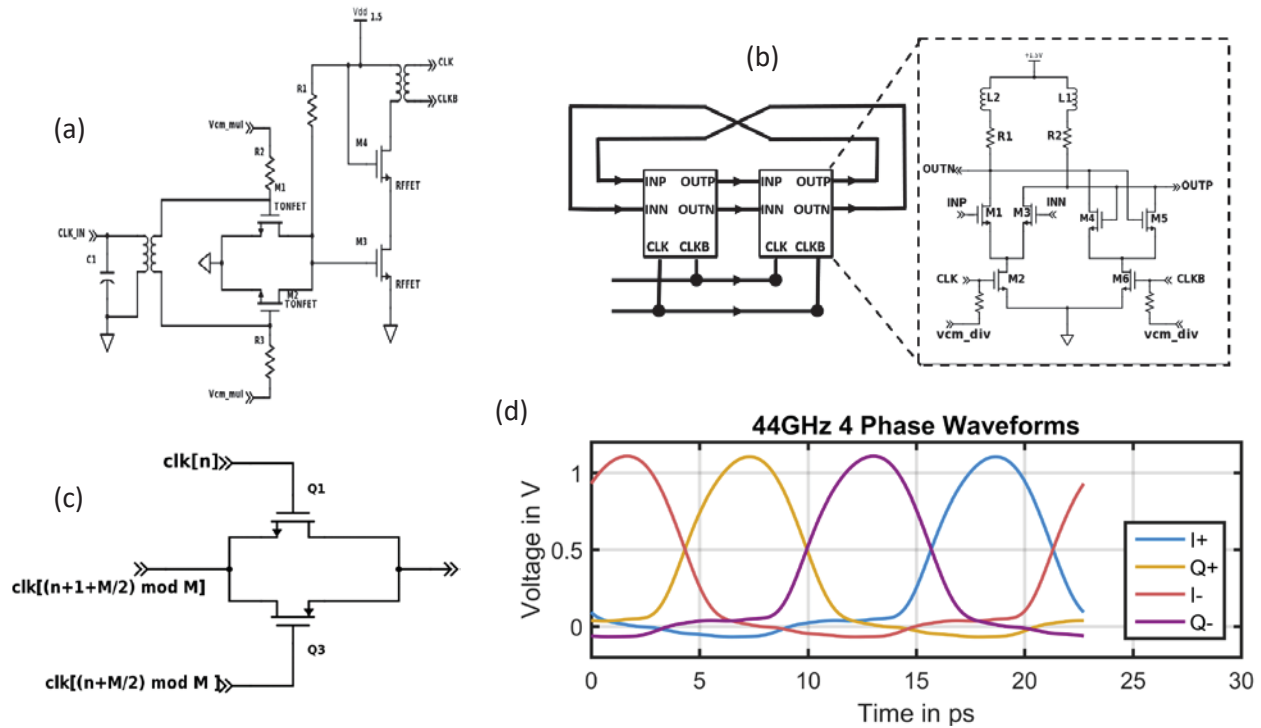 (a)
Vdd
1.5
CLK
CLKB
R1
M4
RFFET
Vcm_mul
R2
M1
TONFET
CLK_IN
C1
M3
RFFET
M2
TONFET
R3
Vcm_mul
(b)
INP OUTP
INN OUTN
CLK CLKB
INP OUTP
INN OUTN
CLK CLKB
+1.5V
L2 L1
R1 R2
OUTN
OUTP
INP M1 M3 INN M4 M5
CLK M2 M6 CLKB
vcm_div vcm_div
(c)
clk[n]
Q1
clk[(n+1+M/2) mod M]
Q3
clk[(n+M/2) mod M ]
(d)
44GHz 4 Phase Waveforms
Voltage in V
1
0.5
0
I+
Q+
I-
Q-
0 5 10 15 20 25 30
Time in ps